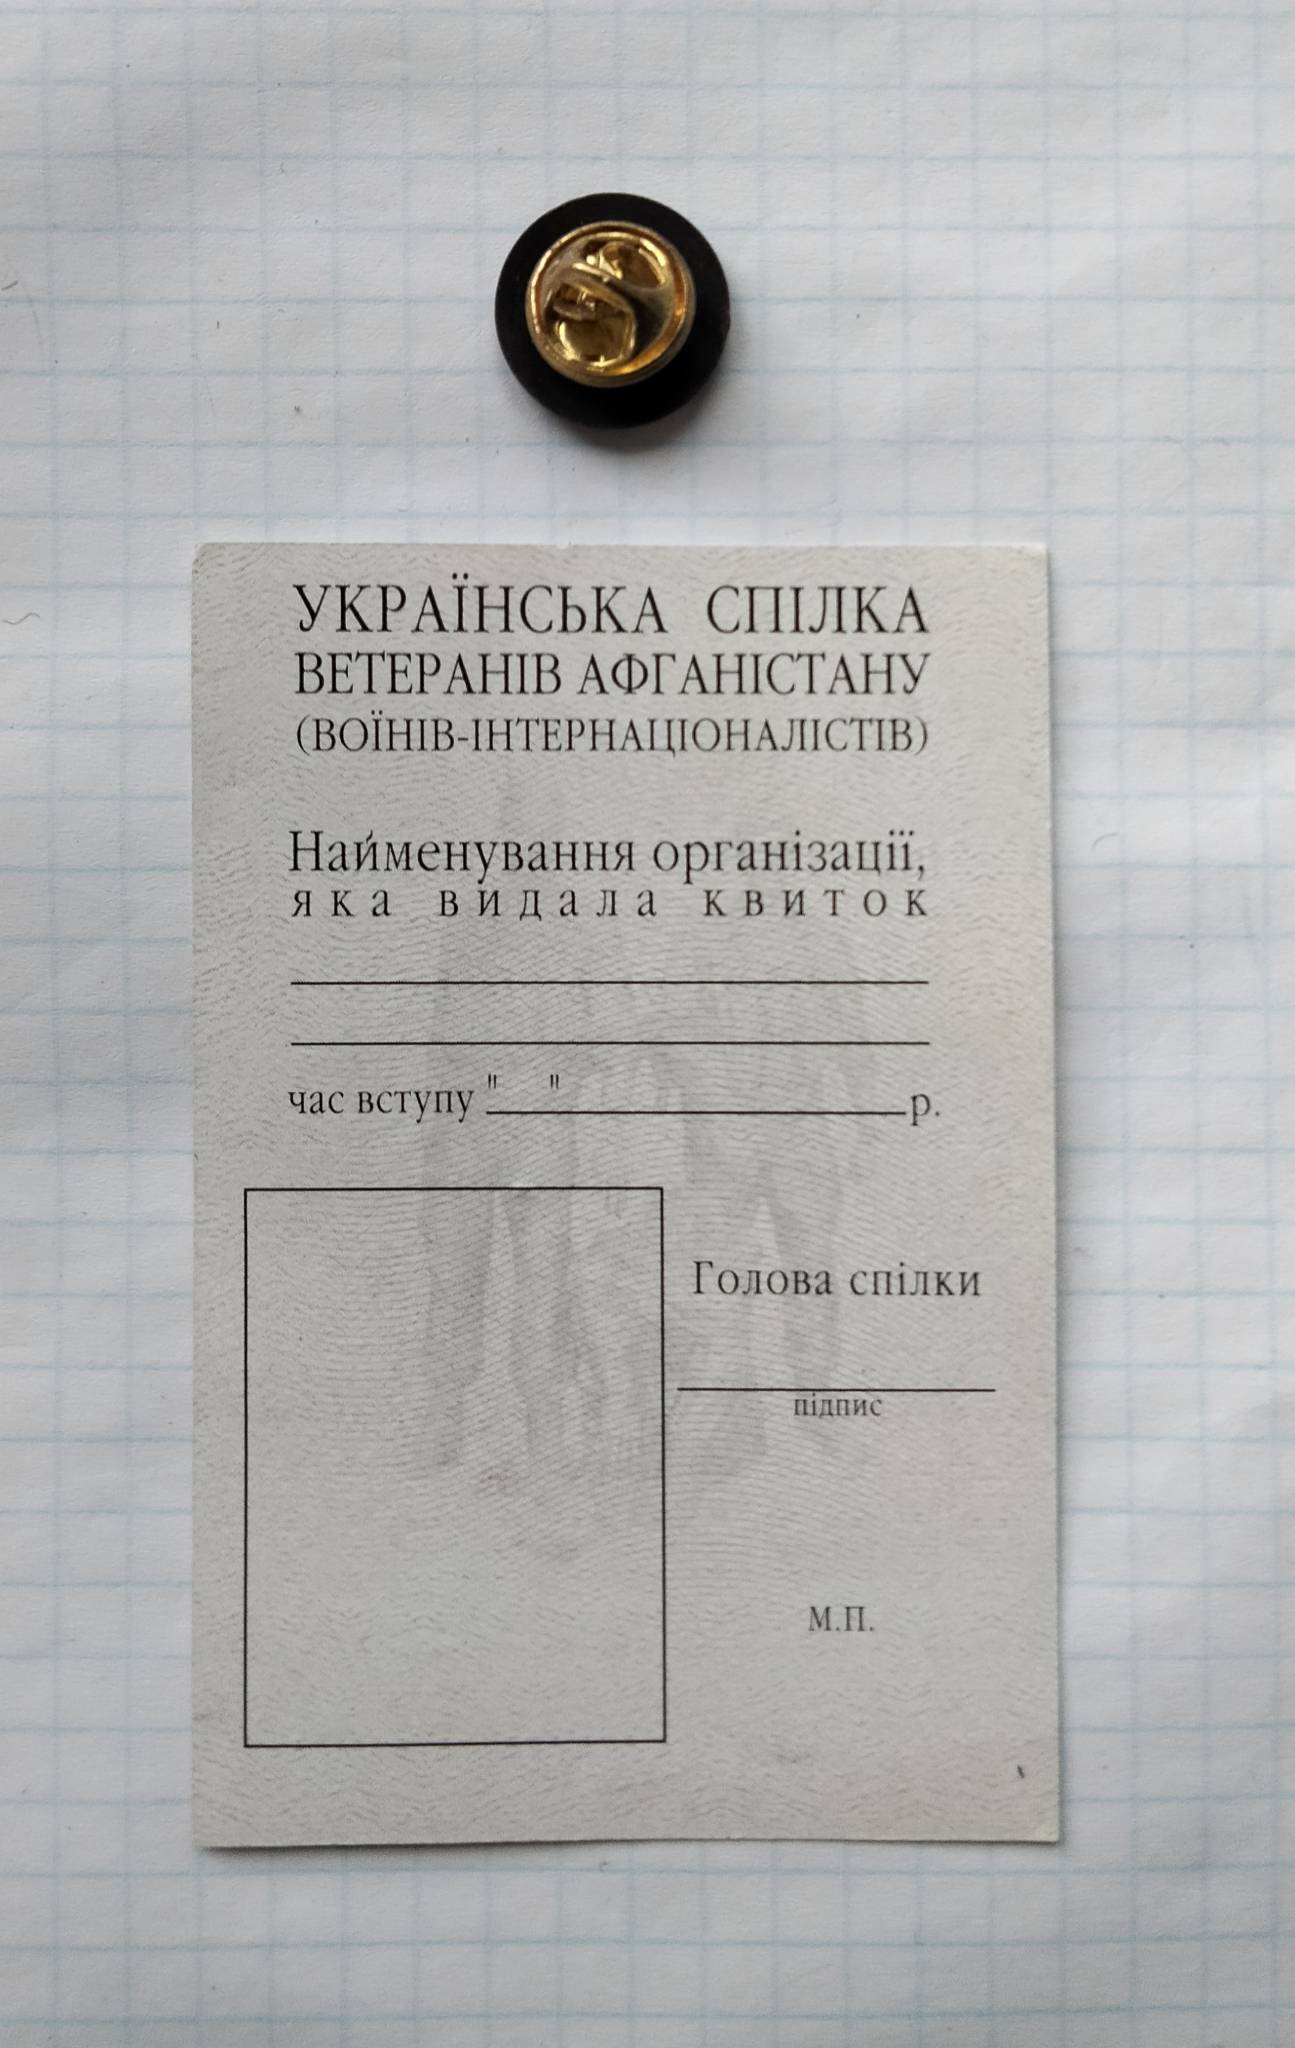 УКРАЇНСЬКА СПІЛКА
ВЕТЕРАНІВ АФГАНІСТАНУ
(ВОЇНІВ-ІНТЕРНАЦІОНАЛІСТІВ)
Найменування організації,
яка видала квиток
час вступу " " р.
Голова спілки
підпис
М.П.